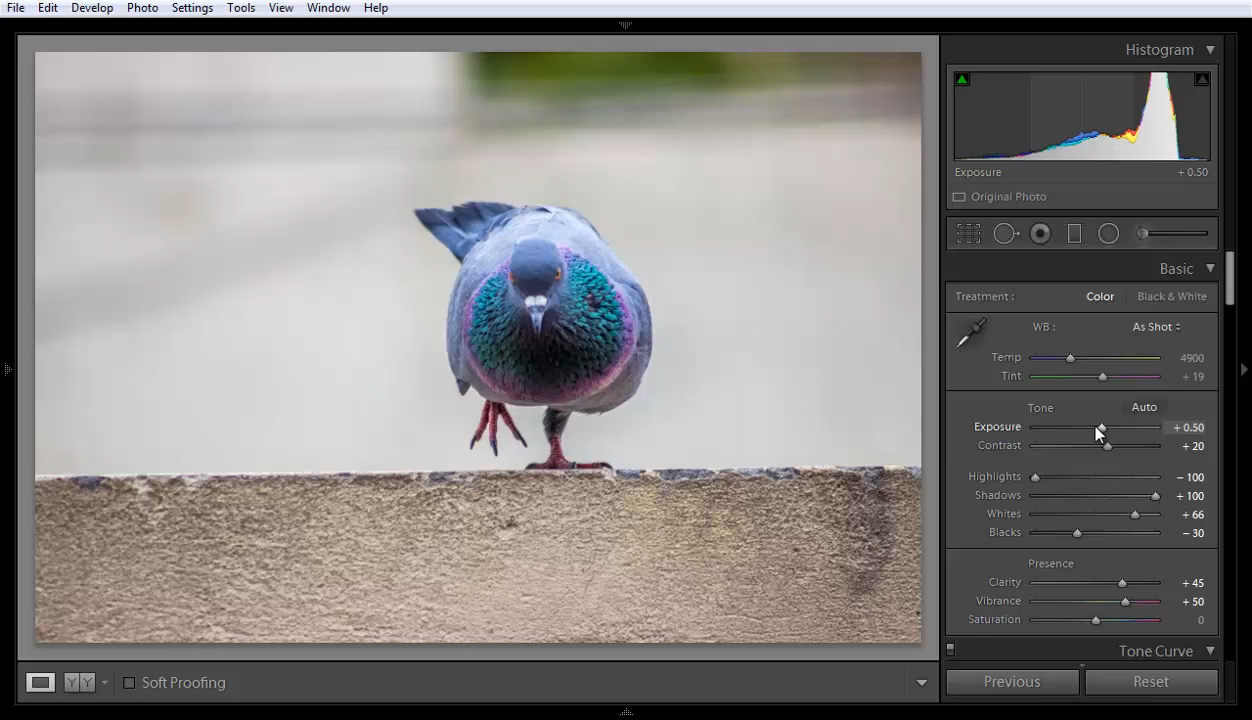 File Edit Develop Photo Settings Tools View Window Help
Histogram
Exposure + 0.50
Original Photo
Basic
Treatment : Color Black & White
WB : As Shot
Temp 4900
Tint + 19
Tone Auto
Exposure + 0.50
Contrast + 20
Highlights − 100
Shadows + 100
Whites + 66
Blacks − 30
Presence
Clarity + 45
Vibrance + 50
Saturation 0
Tone Curve
YY Soft Proofing Previous Reset